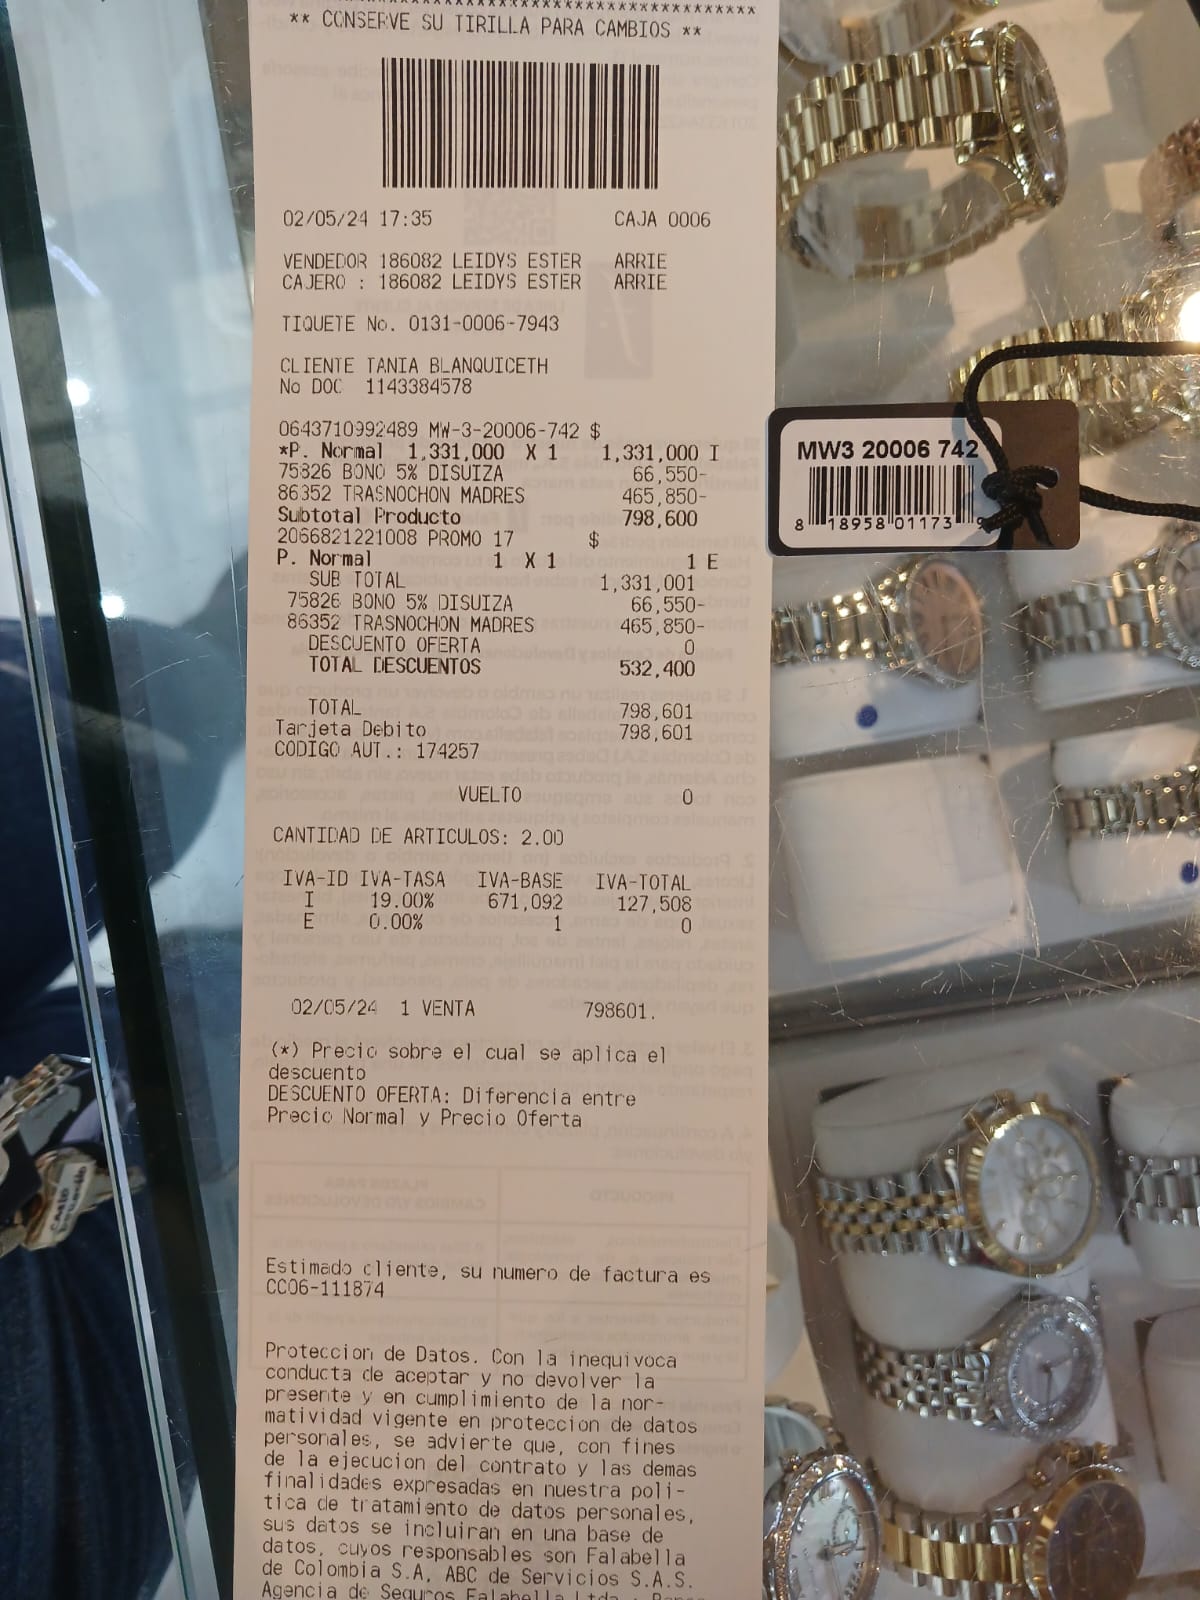 ************************************
** CONSERVE SU TIRILLA PARA CAMBIOS **
02/05/24 17:35 CAJA 0006
VENDEDOR 186082 LEIDYS ESTER ARRIE
CAJERO : 186082 LEIDYS ESTER ARRIE
TIQUETE No. 0131-0006-7943
CLIENTE TANIA BLANQUICETH
No DOC 1143384578
0643710992489 MW-3-20006-742 $
*P. Normal 1,331,000 X 1 1,331,000 I
75826 BONO 5% DISUIZA 66,550-
86352 TRASNOCHON MADRES 465,850-
Subtotal Producto 798,600
2066821221008 PROMO 17 $
P. Normal 1 X 1 1 E
SUB TOTAL 1,331,001
75826 BONO 5% DISUIZA 66,550-
86352 TRASNOCHON MADRES 465,850-
DESCUENTO OFERTA 0
TOTAL DESCUENTOS 532,400
TOTAL 798,601
Tarjeta Debito 798,601
CODIGO AUT.: 174257
VUELTO 0
CANTIDAD DE ARTICULOS: 2.00
IVA-ID IVA-TASA IVA-BASE IVA-TOTAL
I 19.00% 671,092 127,508
E 0.00% 1 0
02/05/24 1 VENTA 798601.
(*) Precio sobre el cual se aplica el
descuento
DESCUENTO OFERTA: Diferencia entre
Precio Normal y Precio Oferta
Estimado cliente, su numero de factura es
CC06-111874
Proteccion de Datos. Con la inequivoca
conducta de aceptar y no devolver la
presente y en cumplimiento de la nor-
matividad vigente en proteccion de datos
personales, se advierte que, con fines
de la ejecucion del contrato y las demas
finalidades expresadas en nuestra poli-
tica de tratamiento de datos personales,
sus datos se incluiran en una base de
datos, cuyos responsables son Falabella
de Colombia S.A, ABC de Servicios S.A.S.
Agencia de Seguros Falabella Ltda
MW3 20006 742
8 18958 01173 9